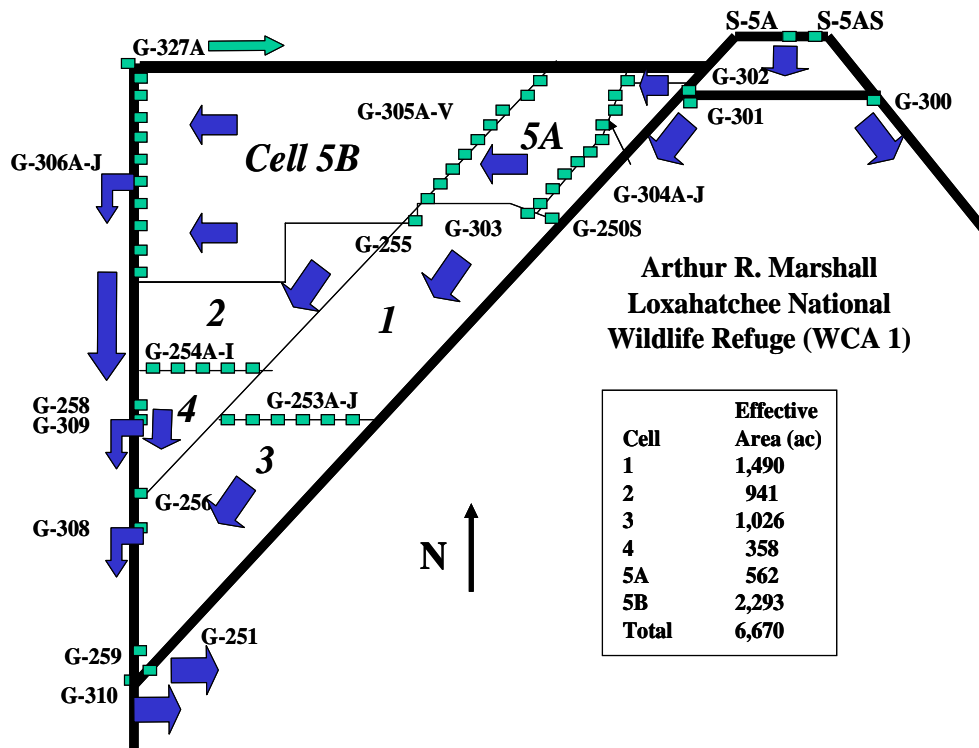 S-5A
S-5AS
G-327A
G-302
G-305A-V
G-301
G-300
5A
Cell 5B
G-306A-J
G-304A-J
G-303
G-250S
G-255
Arthur R. Marshall
Loxahatchee National
Wildlife Refuge (WCA 1)
2
1
G-254A-I
G-258
G-309
4
G-253A-J
3
G-256
G-308
N
G-251
G-259
G-310
Effective
Cell Area (ac)
1 1,490
2 941
3 1,026
4 358
5A 562
5B 2,293
Total 6,670